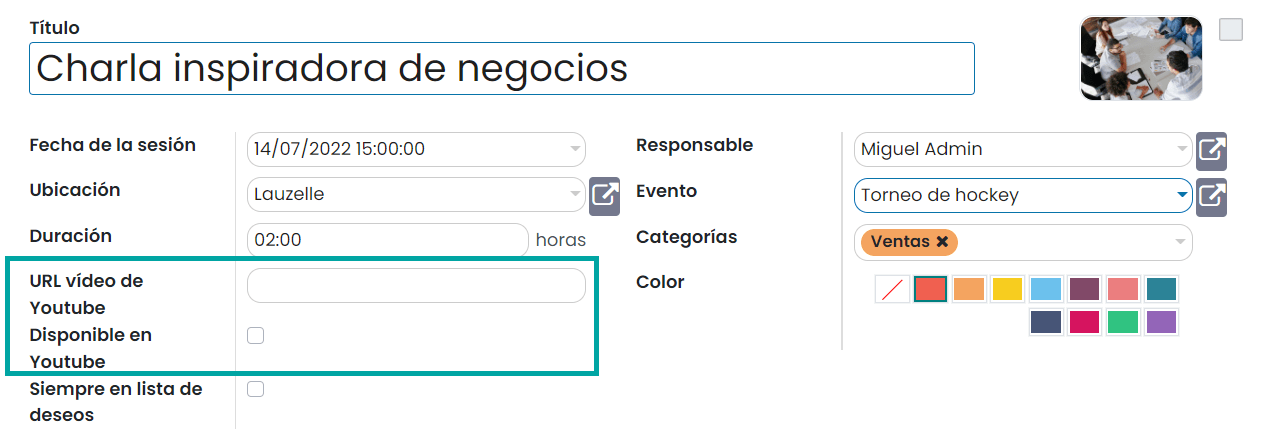 Título
Charla inspiradora de negocios
Fecha de la sesión
14/07/2022 15:00:00
Ubicación
Lauzelle
Duración
02:00 horas
URL vídeo de
Youtube
Disponible en
Youtube
Siempre en lista de
deseos
Responsable
Miguel Admin
Evento
Torneo de hockey
Categorías
Ventas ✖
Color